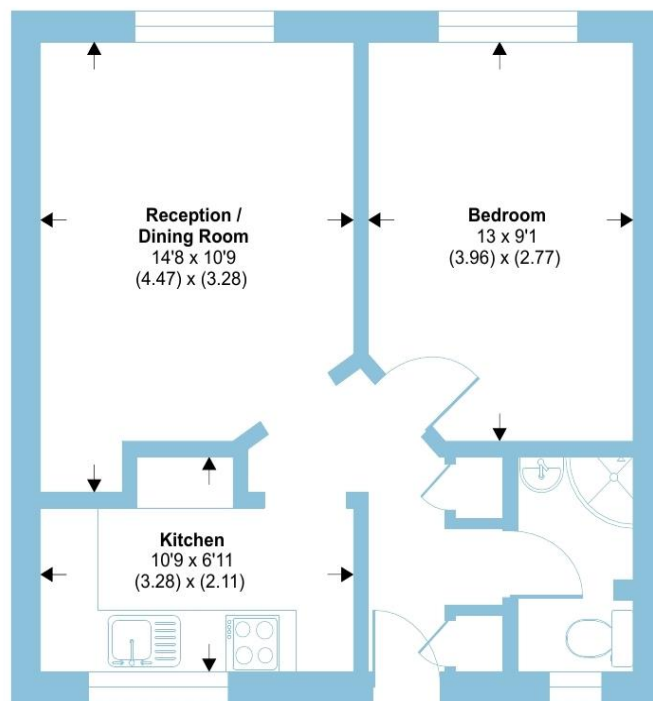 Reception /
Dining Room
14'8 x 10'9
(4.47) x (3.28)
Bedroom
13 x 9'1
(3.96) x (2.77)
Kitchen
10'9 x 6'11
(3.28) x (2.11)